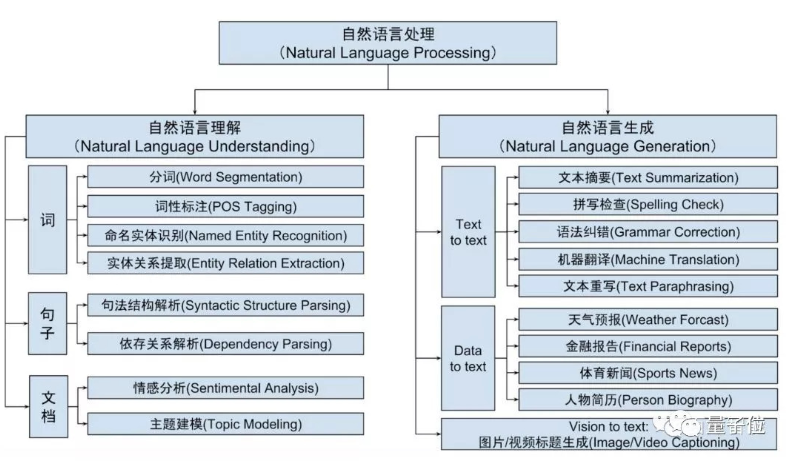 自然语言处理
（Natural Language Processing)
自然语言理解
（Natural Language Understanding)
词
分词(Word Segmentation)
词性标注(POS Tagging)
命名实体识别(Named Entity Recognition)
实体关系提取(Entity Relation Extraction)
句
子
句法结构解析(Syntactic Structure Parsing)
依存关系解析(Dependency Parsing)
文
档
情感分析(Sentimental Analysis)
主题建模(Topic Modeling)
自然语言生成
（Natural Language Generation)
Text
to text
文本摘要(Text Summarization)
拼写检查(Spelling Check)
语法纠错(Grammar Correction)
机器翻译(Machine Translation)
文本重写(Text Paraphrasing)
Data
to text
天气预报(Weather Forcast)
金融报告(Financial Reports)
体育新闻(Sports News)
人物简历(Person Biography)
Vision to text:
图片/视频标题生成(Image/Video Captioning)
量子位